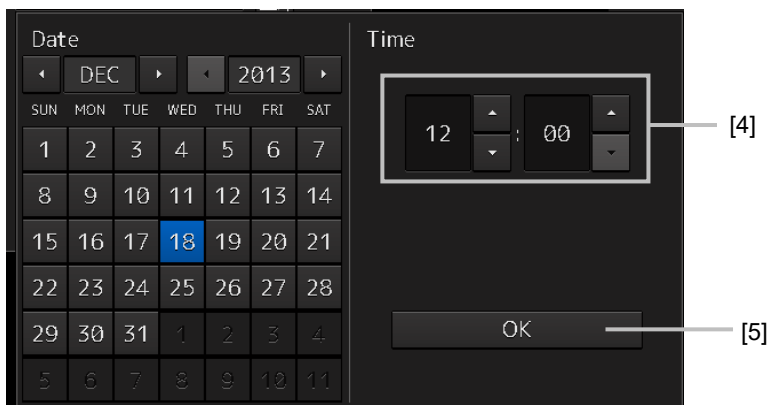 Date
DEC 2013
SUN MON TUE WED THU FRI SAT
1 2 3 4 5 6 7
8 9 10 11 12 13 14
15 16 17 18 19 20 21
22 23 24 25 26 27 28
29 30 31 1 2 3 4
5 6 7 8 9 10 11
Time
12 : 00
[4]
OK
[5]